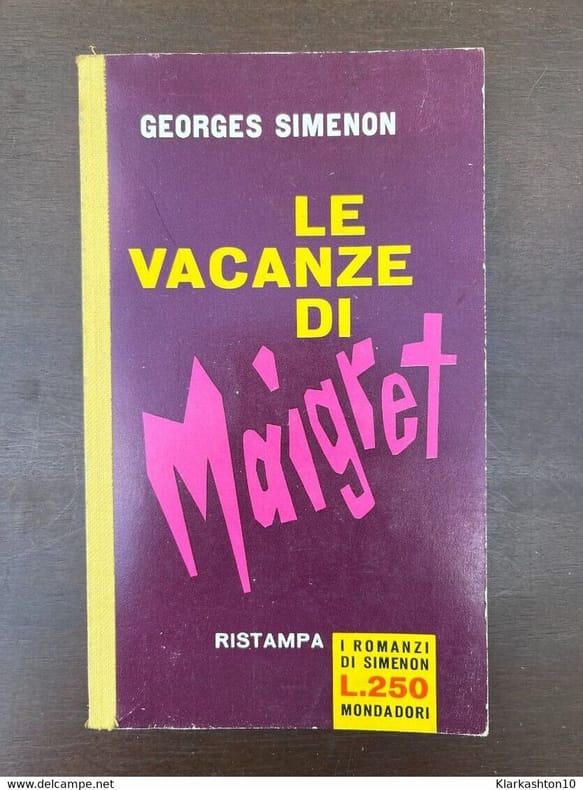 GEORGES SIMENON
LE
VACANZE
DI
Maigret
RISTAMPA
I ROMANZI
DI SIMENON
L.250
MONDADORI
www.delcampe.net
Klarkashton10